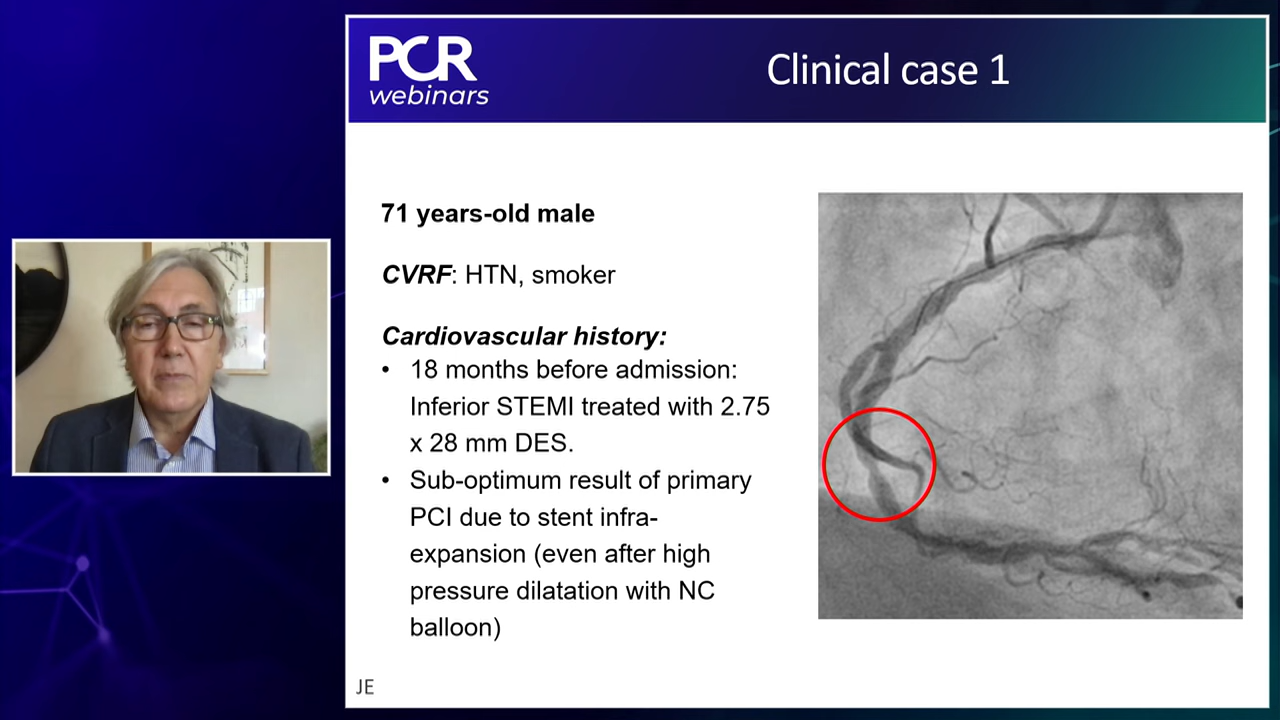 PCR
webinars
Clinical case 1
71 years-old male
CVRF: HTN, smoker
Cardiovascular history:
• 18 months before admission:
Inferior STEMI treated with 2.75
x 28 mm DES.
• Sub-optimum result of primary
PCI due to stent infra-
expansion (even after high
pressure dilatation with NC
balloon)
JE